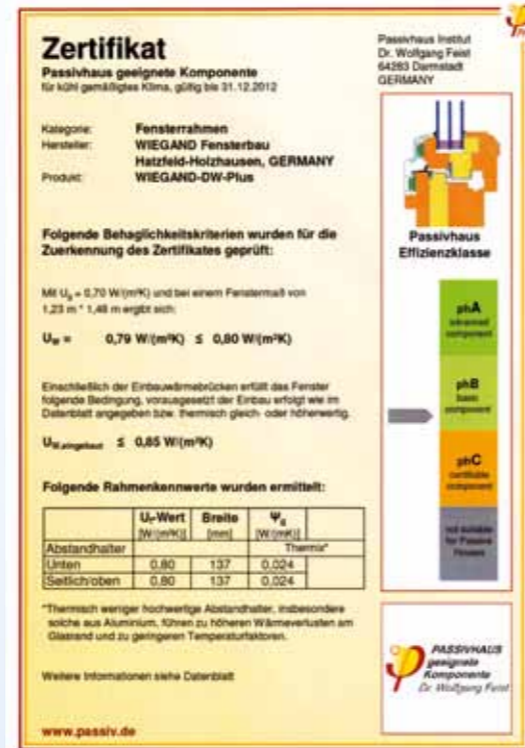 Zertifikat
Passivhaus geeignete Komponente
für kühl gemäßigtes Klima, gültig bis 31.12.2012
Passivhaus Institut
Dr. Wolfgang Feist
64283 Darmstadt
GERMANY
Kategorie: Fensterrahmen
Hersteller: WIEGAND Fensterbau
Hatzfeld-Holzhausen, GERMANY
Produkt: WIEGAND-DW-Plus
Folgende Behaglichkeitskriterien wurden für die
Zuerkennung des Zertifikates geprüft:
Mit Ug = 0,70 W/(m²K) und bei einem Fenstermaß von
1,23 m * 1,48 m ergibt sich:
UW = 0,79 W/(m²K) ≤ 0,80 W/(m²K)
Einschließlich der Einbauwärmebrücken erfüllt das Fenster
folgende Bedingung, vorausgesetzt der Einbau erfolgt wie im
Datenblatt angegeben bzw. thermisch gleich- oder höherwertig.
UW,eingebaut ≤ 0,85 W/(m²K)
Folgende Rahmenkennwerte wurden ermittelt:
Uf-Wert Breite Ψg
[W/(m²K)] [mm] [W/(mK)]
Abstandhalter Thermix*
Unten 0,80 137 0,024
Seitlich/oben 0,80 137 0,024
*Thermisch weniger hochwertige Abstandhalter, insbesondere
solche aus Aluminium, führen zu höheren Wärmeverlusten am
Glasrand und zu geringeren Temperaturfaktoren.
Weitere Informationen siehe Datenblatt
www.passiv.de
Passivhaus
Effizienzklasse
phA
advanced
component
phB
basic
component
phC
certifiable
component
not suitable
for Passive
Houses
PASSIVHAUS
geeignete
Komponente
Dr. Wolfgang Feist